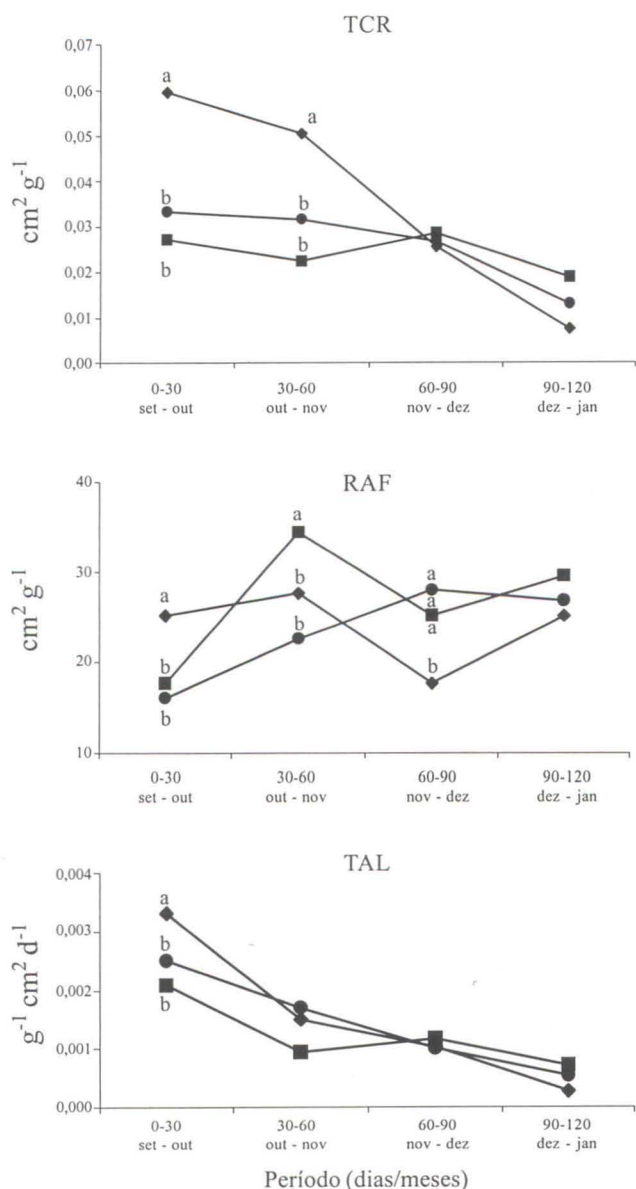 TCR
0,07
0,06
0,05
0,04
0,03
0,02
0,01
0,00
cm² g⁻¹
a
a
b
b
b
b
0-30
30-60
60-90
90-120
set - out
out - nov
nov - dez
dez - jan
RAF
40
30
20
10
cm² g⁻¹
a
a
b
a
a
a
b
b
b
b
0-30
30-60
60-90
90-120
set - out
out - nov
nov - dez
dez - jan
TAL
0,004
0,003
0,002
0,001
0,000
g⁻¹ cm² d⁻¹
a
b
b
0-30
30-60
60-90
90-120
set - out
out - nov
nov - dez
dez - jan
Período (dias/meses)